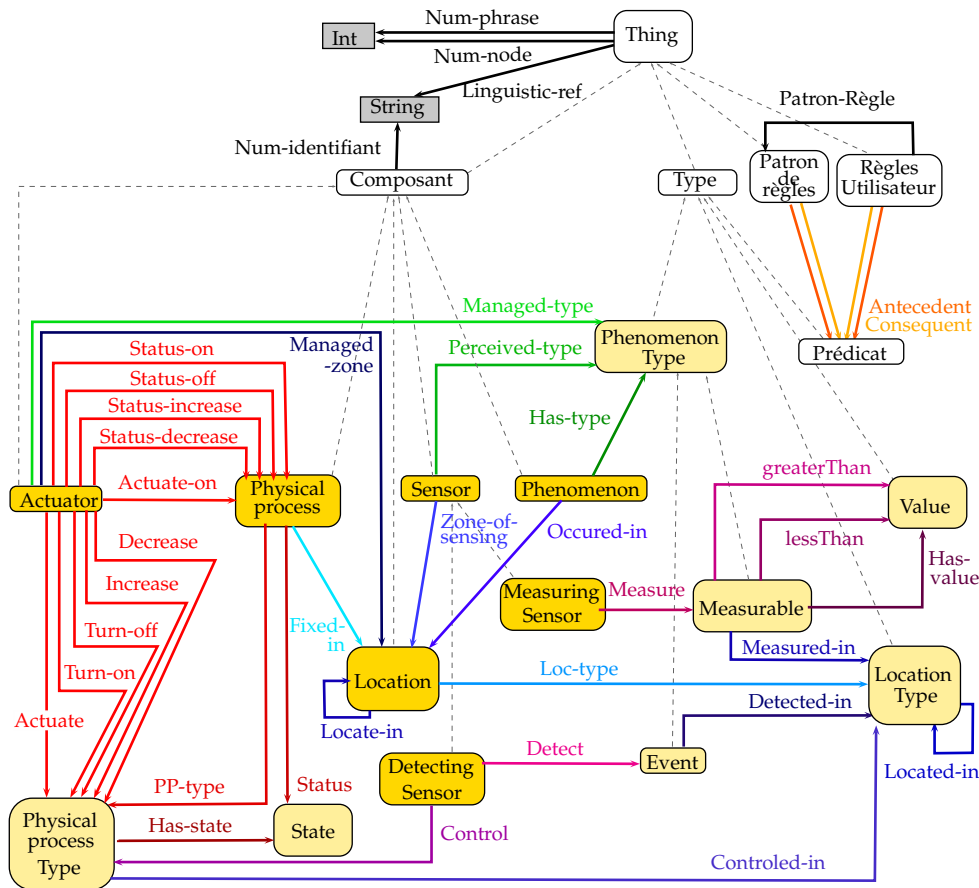 Num-phrase
Thing
Int
Num-node
Linguistic-ref
String
Patron-Règle
Num-identifiant
Composant
Type
Patron
de
règles
Règles
Utilisateur
Managed-type
Antecedent
Consequent
Status-on
Managed
-zone
Perceived-type
Phenomenon
Type
Prédicat
Status-off
Status-increase
Has-type
Status-decrease
greaterThan
Actuator
Actuate-on
Physical
process
Sensor
Phenomenon
Value
Zone-of-
sensing
Occured-in
lessThan
Decrease
Has-
value
Increase
Measuring
Sensor
Measure
Measurable
Turn-off
Fixed-
in
Measured-in
Turn-on
Location
Loc-type
Location
Type
Actuate
Locate-in
Detected-in
Detect
Event
Located-in
Detecting
Sensor
PP-type
Status
Physical
process
Type
Has-state
State
Control
Controled-in